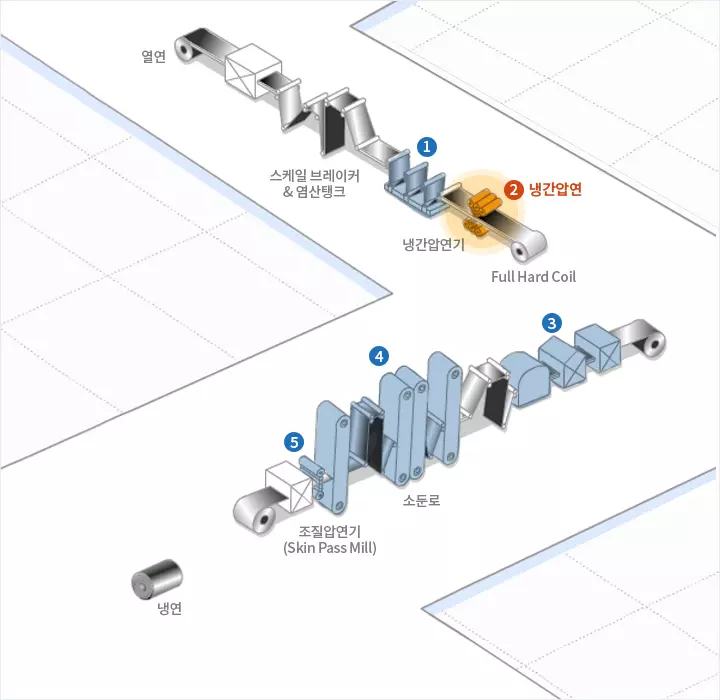 열연
스케일 브레이커
& 염산탱크
1
2 냉간압연
냉간압연기
Full Hard Coil
3
4
5
소둔로
조질압연기
(Skin Pass Mill)
냉연